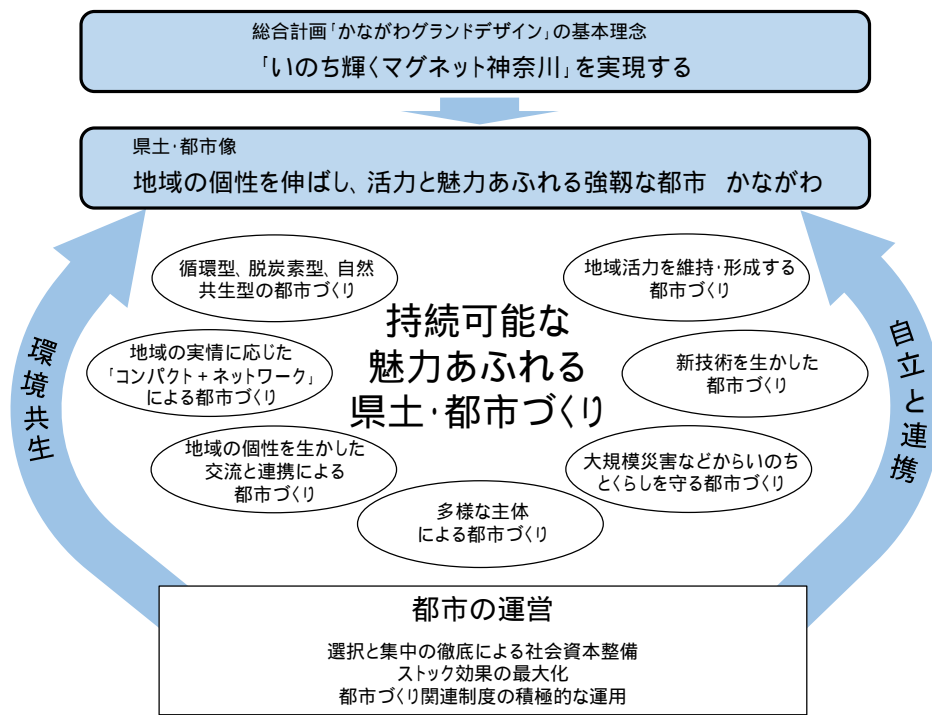 総合計画「かながわグランドデザイン」の基本理念
「いのち輝くマグネット神奈川」を実現する
県土・都市像
地域の個性を伸ばし、活力と魅力あふれる強靱な都市　かながわ
循環型、脱炭素型、自然
共生型の都市づくり
地域活力を維持・形成する
都市づくり
持続可能な
魅力あふれる
県土・都市づくり
環境共生
自立と連携
地域の実情に応じた
「コンパクト＋ネットワーク」
による都市づくり
新技術を生かした
都市づくり
地域の個性を生かした
交流と連携による
都市づくり
大規模災害などからいのち
とくらしを守る都市づくり
多様な主体
による都市づくり
都市の運営
選択と集中の徹底による社会資本整備
ストック効果の最大化
都市づくり関連制度の積極的な運用